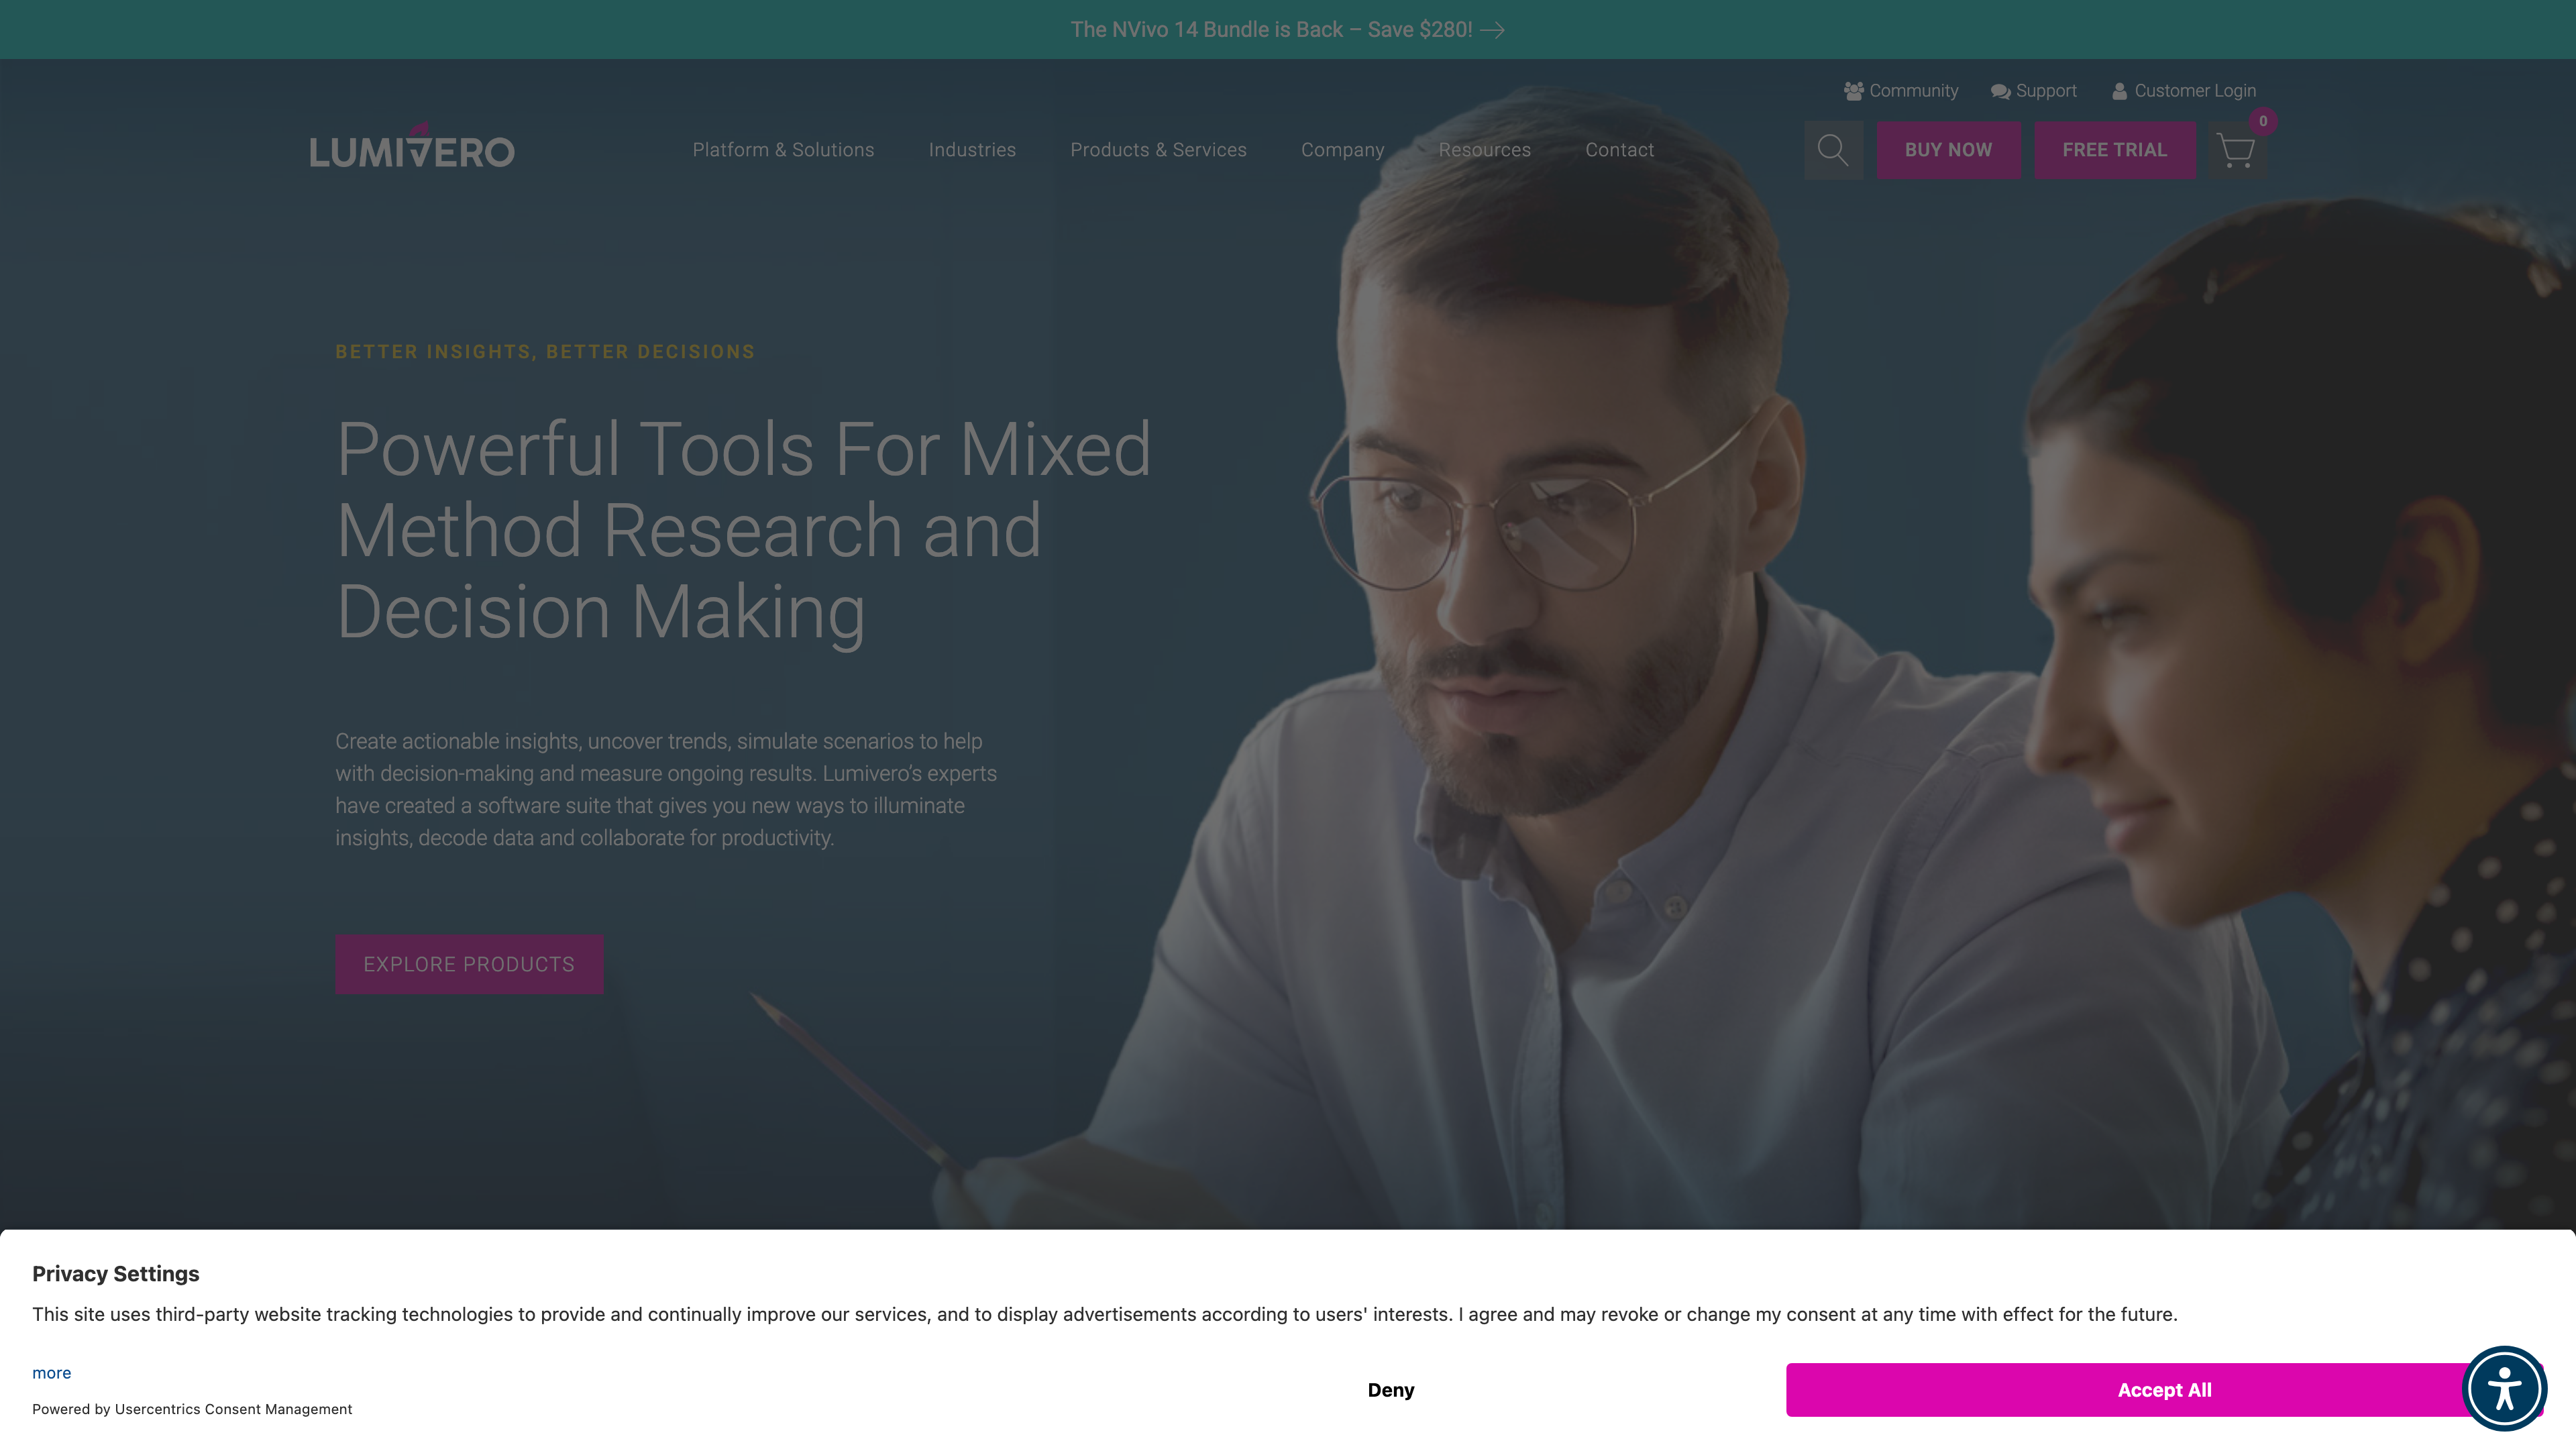 The NVivo 14 Bundle is Back – Save $280! →
Community Support Customer Login
LUMIVERO
Platform & Solutions Industries Products & Services Company Resources Contact
BUY NOW FREE TRIAL 0
BETTER INSIGHTS, BETTER DECISIONS
Powerful Tools For Mixed
Method Research and
Decision Making
Create actionable insights, uncover trends, simulate scenarios to help
with decision-making and measure ongoing results. Lumivero’s experts
have created a software suite that gives you new ways to illuminate
insights, decode data and collaborate for productivity.
EXPLORE PRODUCTS
Privacy Settings
This site uses third-party website tracking technologies to provide and continually improve our services, and to display advertisements according to users' interests. I agree and may revoke or change my consent at any time with effect for the future.
more
Deny Accept All
Powered by Usercentrics Consent Management